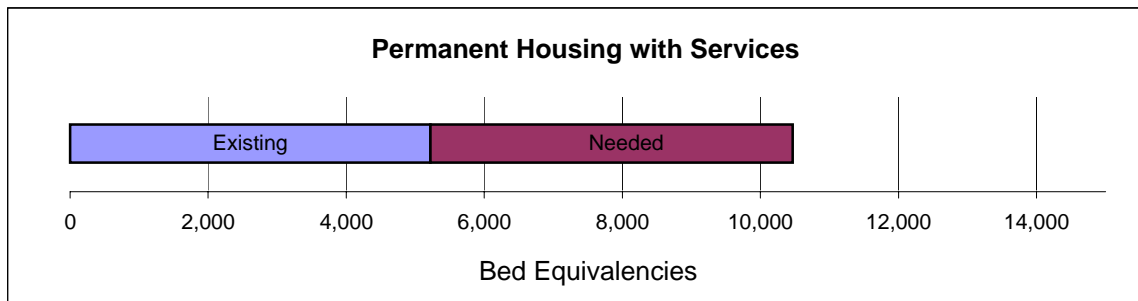 Permanent Housing with Services
Existing Needed
0 2,000 4,000 6,000 8,000 10,000 12,000 14,000
Bed Equivalencies